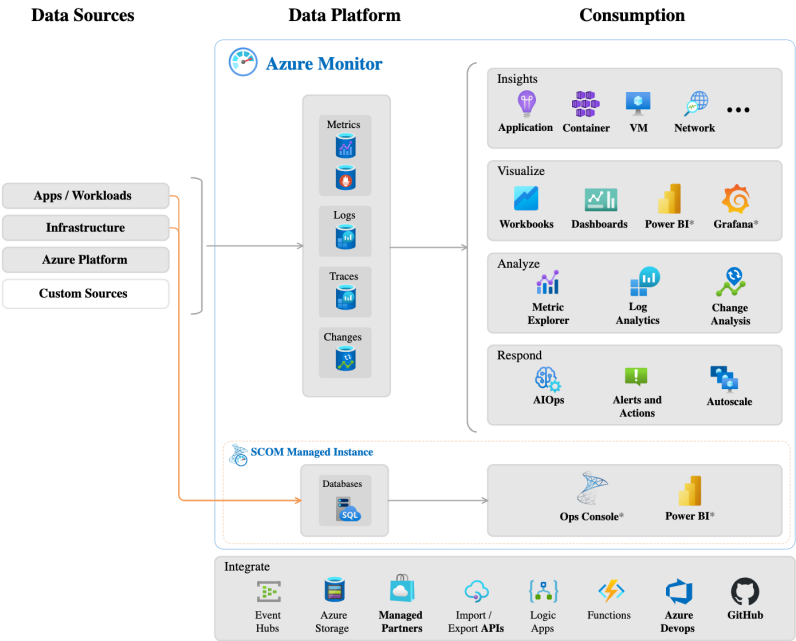 Data Sources
Data Platform
Consumption
Azure Monitor
Apps / Workloads
Infrastructure
Azure Platform
Custom Sources
Metrics
Logs
Traces
Changes
Insights
Application
Container
VM
Network
...
Visualize
Workbooks
Dashboards
Power BI*
Grafana*
Analyze
Metric
Explorer
Log
Analytics
Change
Analysis
Respond
AIOps
Alerts and
Actions
Autoscale
SCOM Managed Instance
Databases
SQL
Ops Console*
Power BI*
Integrate
Event
Hubs
Azure
Storage
Managed
Partners
Import /
Export APIs
Logic
Apps
Functions
Azure
Devops
GitHub